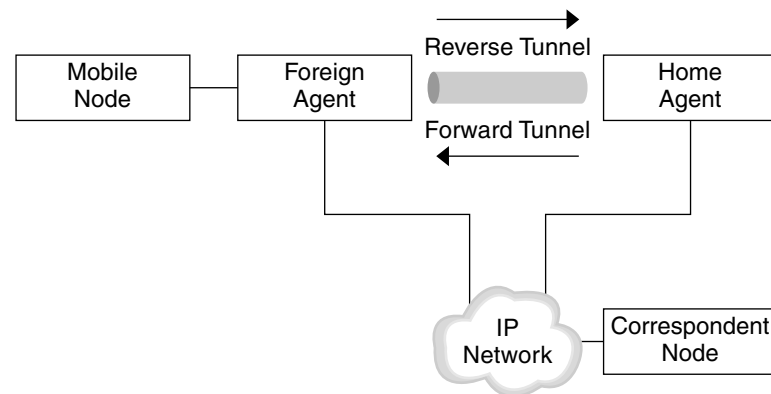 Reverse Tunnel
Mobile
Node
Foreign
Agent
Home
Agent
Forward Tunnel
IP
Network
Correspondent
Node